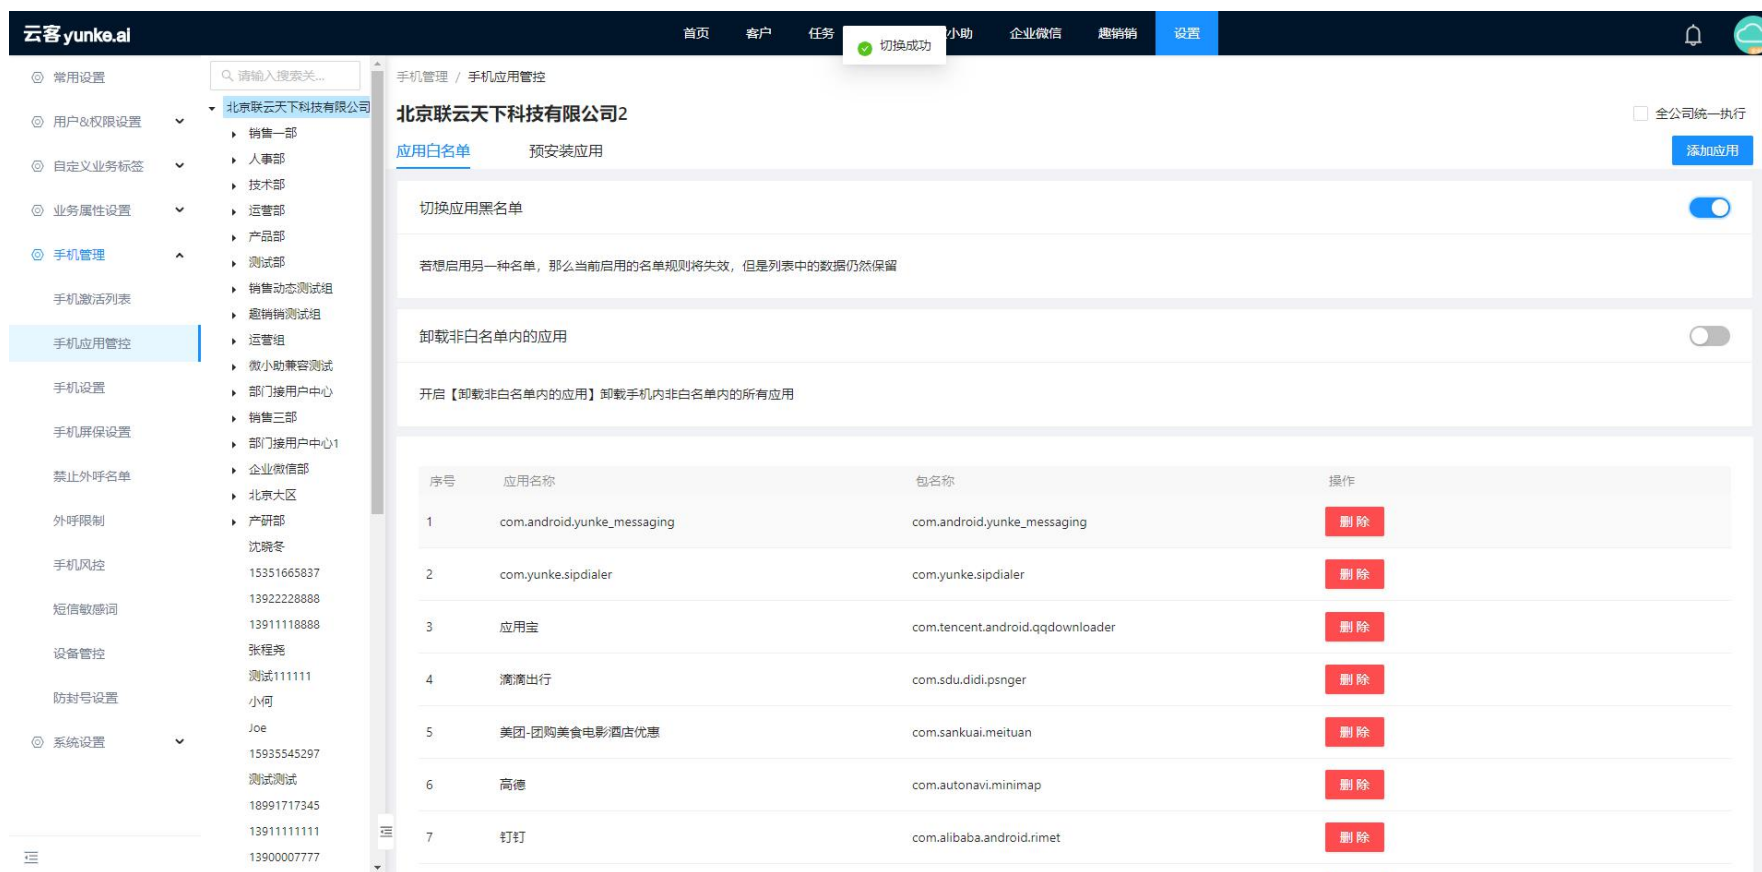 云客yunke.ai
首页 客户 任务 小助 企业微信 趣销销 设置
切换成功
常用设置
用户&权限设置
自定义业务标签
业务属性设置
手机管理
手机激活列表
手机应用管控
手机设置
手机屏保设置
禁止外呼名单
外呼限制
手机风控
短信敏感词
设备管控
防封号设置
系统设置
请输入搜索关...
北京联云天下科技有限公司
销售一部
人事部
技术部
运营部
产品部
测试部
销售动态测试组
趣销销测试组
运营组
微小助兼容测试
部门接用户中心
销售三部
部门接用户中心1
企业微信部
北京大区
产研部
沈晓冬
15351665837
13922228888
13911118888
张程尧
测试111111
小何
Joe
15935545297
测试测试
18991717345
13911111111
13900007777
手机管理 / 手机应用管控
北京联云天下科技有限公司2
全公司统一执行
应用白名单 预安装应用
添加应用
切换应用黑名单
若想启用另一种名单，那么当前启用的名单规则将失效，但是列表中的数据仍然保留
卸载非白名单内的应用
开启【卸载非白名单内的应用】卸载手机内非白名单内的所有应用
序号 应用名称 包名称 操作
1 com.android.yunke_messaging com.android.yunke_messaging 删 除
2 com.yunke.sipdialer com.yunke.sipdialer 删 除
3 应用宝 com.tencent.android.qqdownloader 删 除
4 滴滴出行 com.sdu.didi.psnger 删 除
5 美团-团购美食电影酒店优惠 com.sankuai.meituan 删 除
6 高德 com.autonavi.minimap 删 除
7 钉钉 com.alibaba.android.rimet 删 除